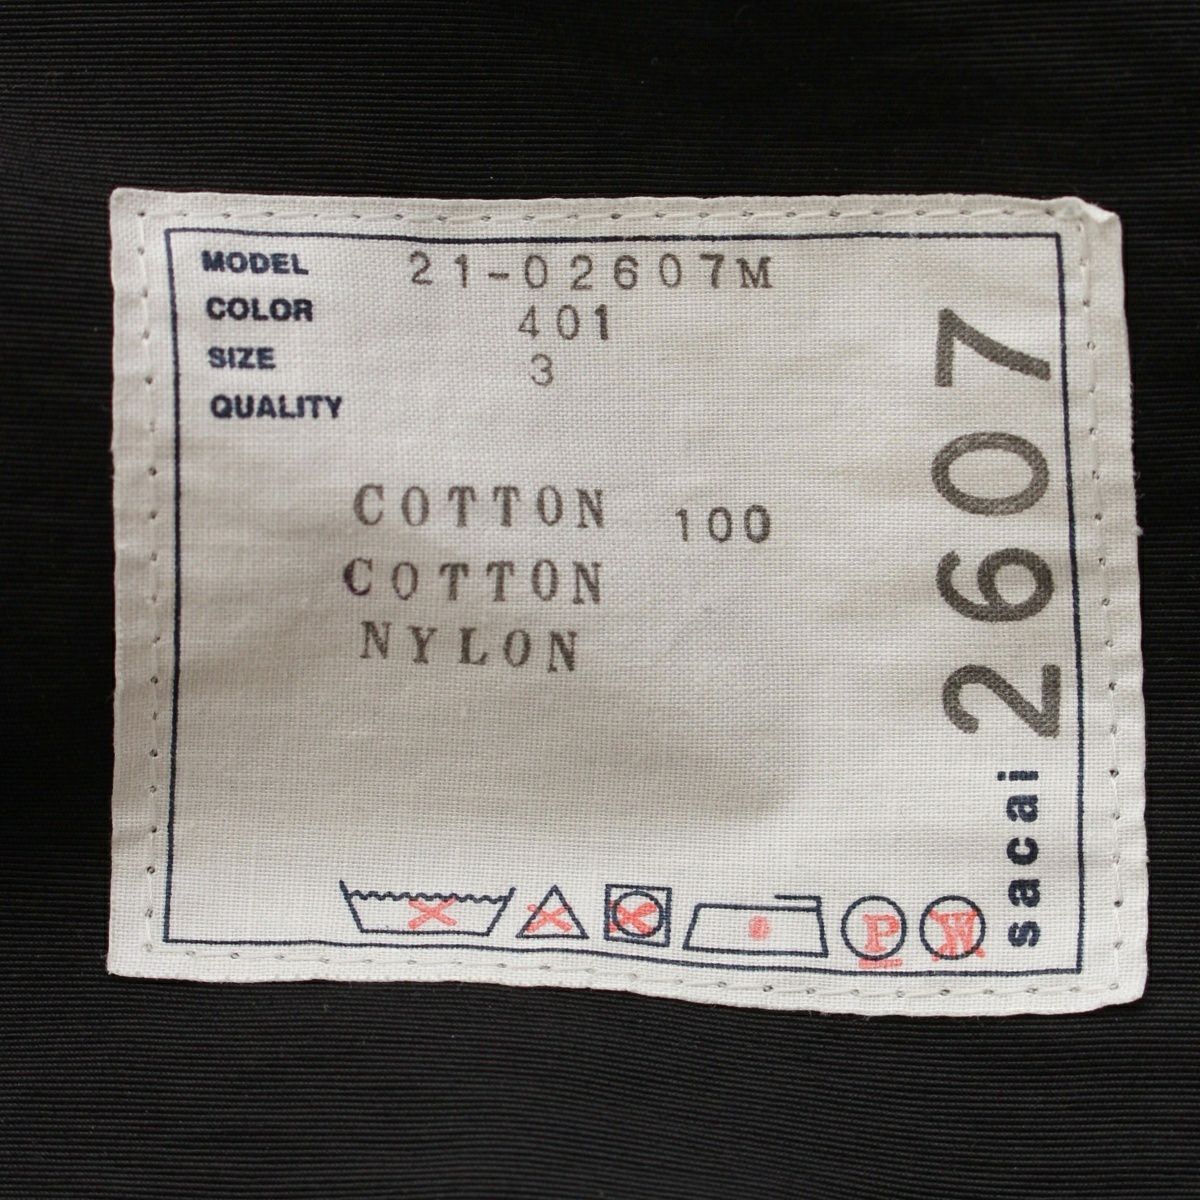 MODEL 21-02607M
COLOR 401
SIZE 3
QUALITY
COTTON 100
COTTON
NYLON
P W
sacai 2607